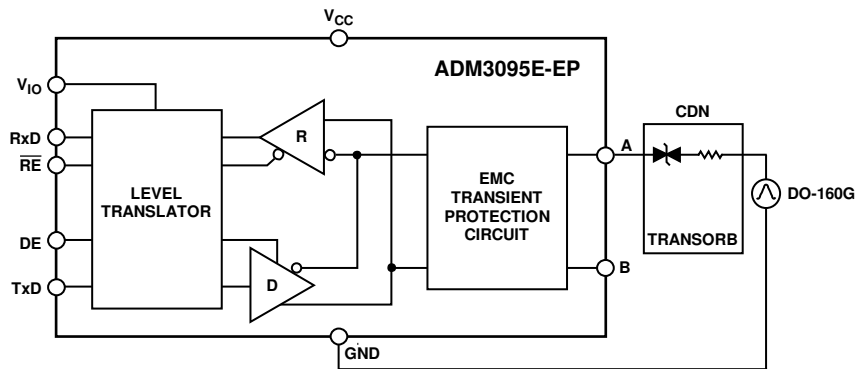 VCC
ADM3095E-EP
VIO
RxD
RE
DE
TxD
LEVEL
TRANSLATOR
R
D
EMC
TRANSIENT
PROTECTION
CIRCUIT
A
B
CDN
TRANSORB
DO-160G
GND